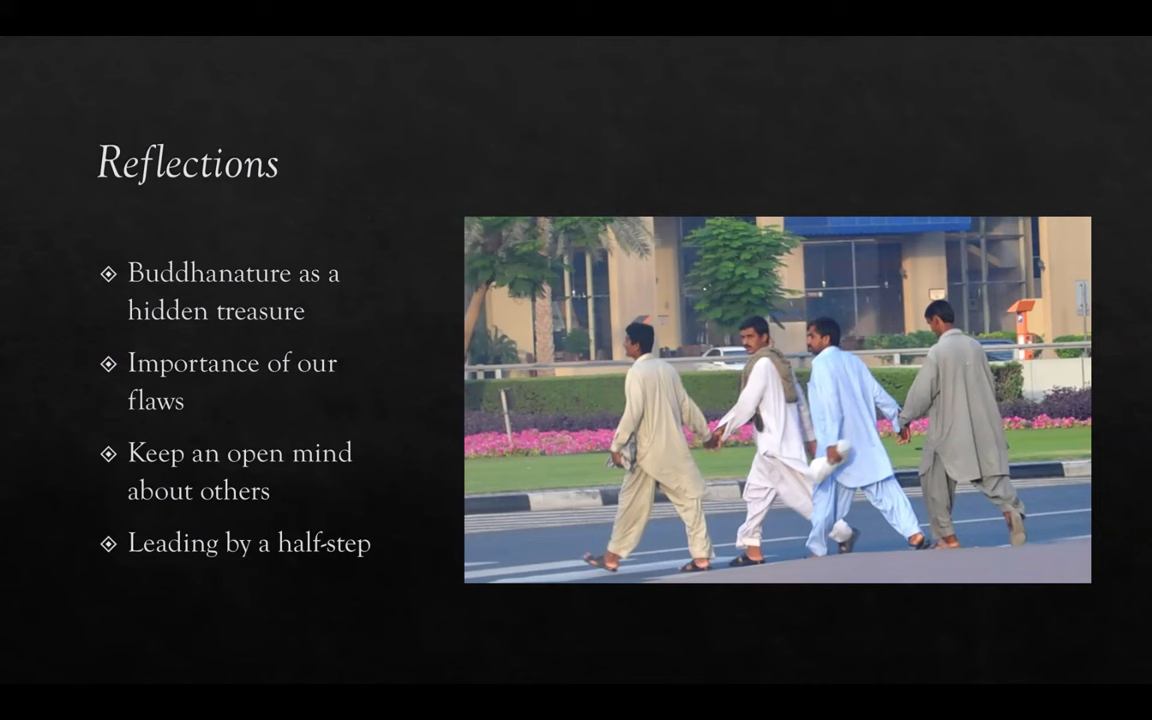 Reflections
Buddhanature as a
hidden treasure
Importance of our
flaws
Keep an open mind
about others
Leading by a half-step